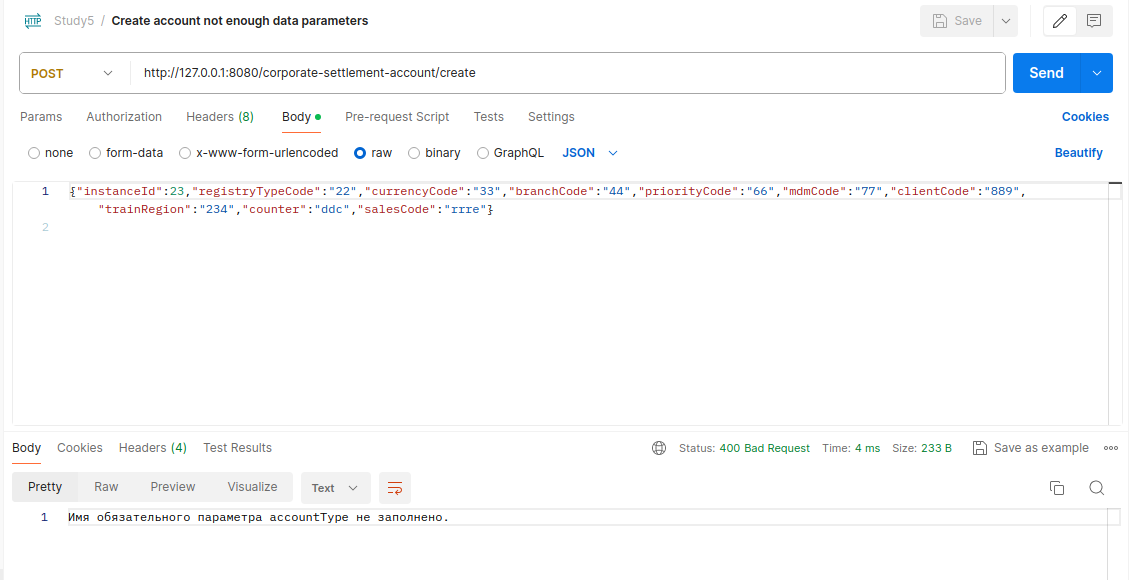 HTTP Study5 / Create account not enough data parameters Save
POST http://127.0.0.1:8080/corporate-settlement-account/create Send
Params Authorization Headers (8) Body Pre-request Script Tests Settings Cookies
none form-data x-www-form-urlencoded raw binary GraphQL JSON Beautify
1 {"instanceId":23,"registryTypeCode":"22","currencyCode":"33","branchCode":"44","priorityCode":"66","mdmCode":"77","clientCode":"889",
"trainRegion":"234","counter":"ddc","salesCode":"rrre"}
2
Body Cookies Headers (4) Test Results Status: 400 Bad Request Time: 4 ms Size: 233 B Save as example
Pretty Raw Preview Visualize Text
1 Имя обязательного параметра accountType не заполнено.